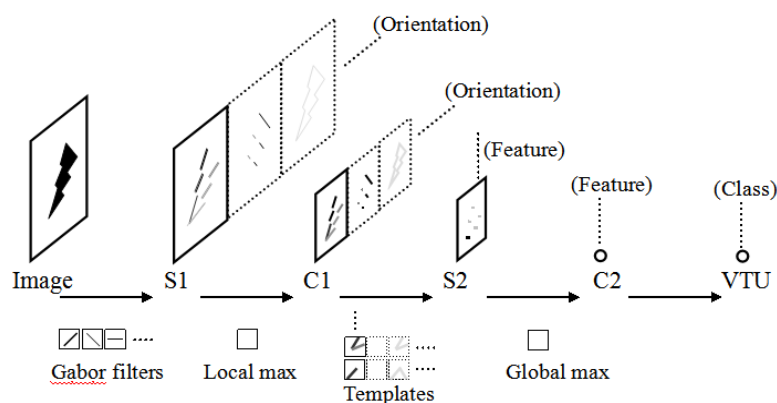 (Orientation)
(Orientation)
(Feature)
(Feature)
(Class)
Image S1 C1 S2 C2 VTU
Gabor filters Local max Templates Global max